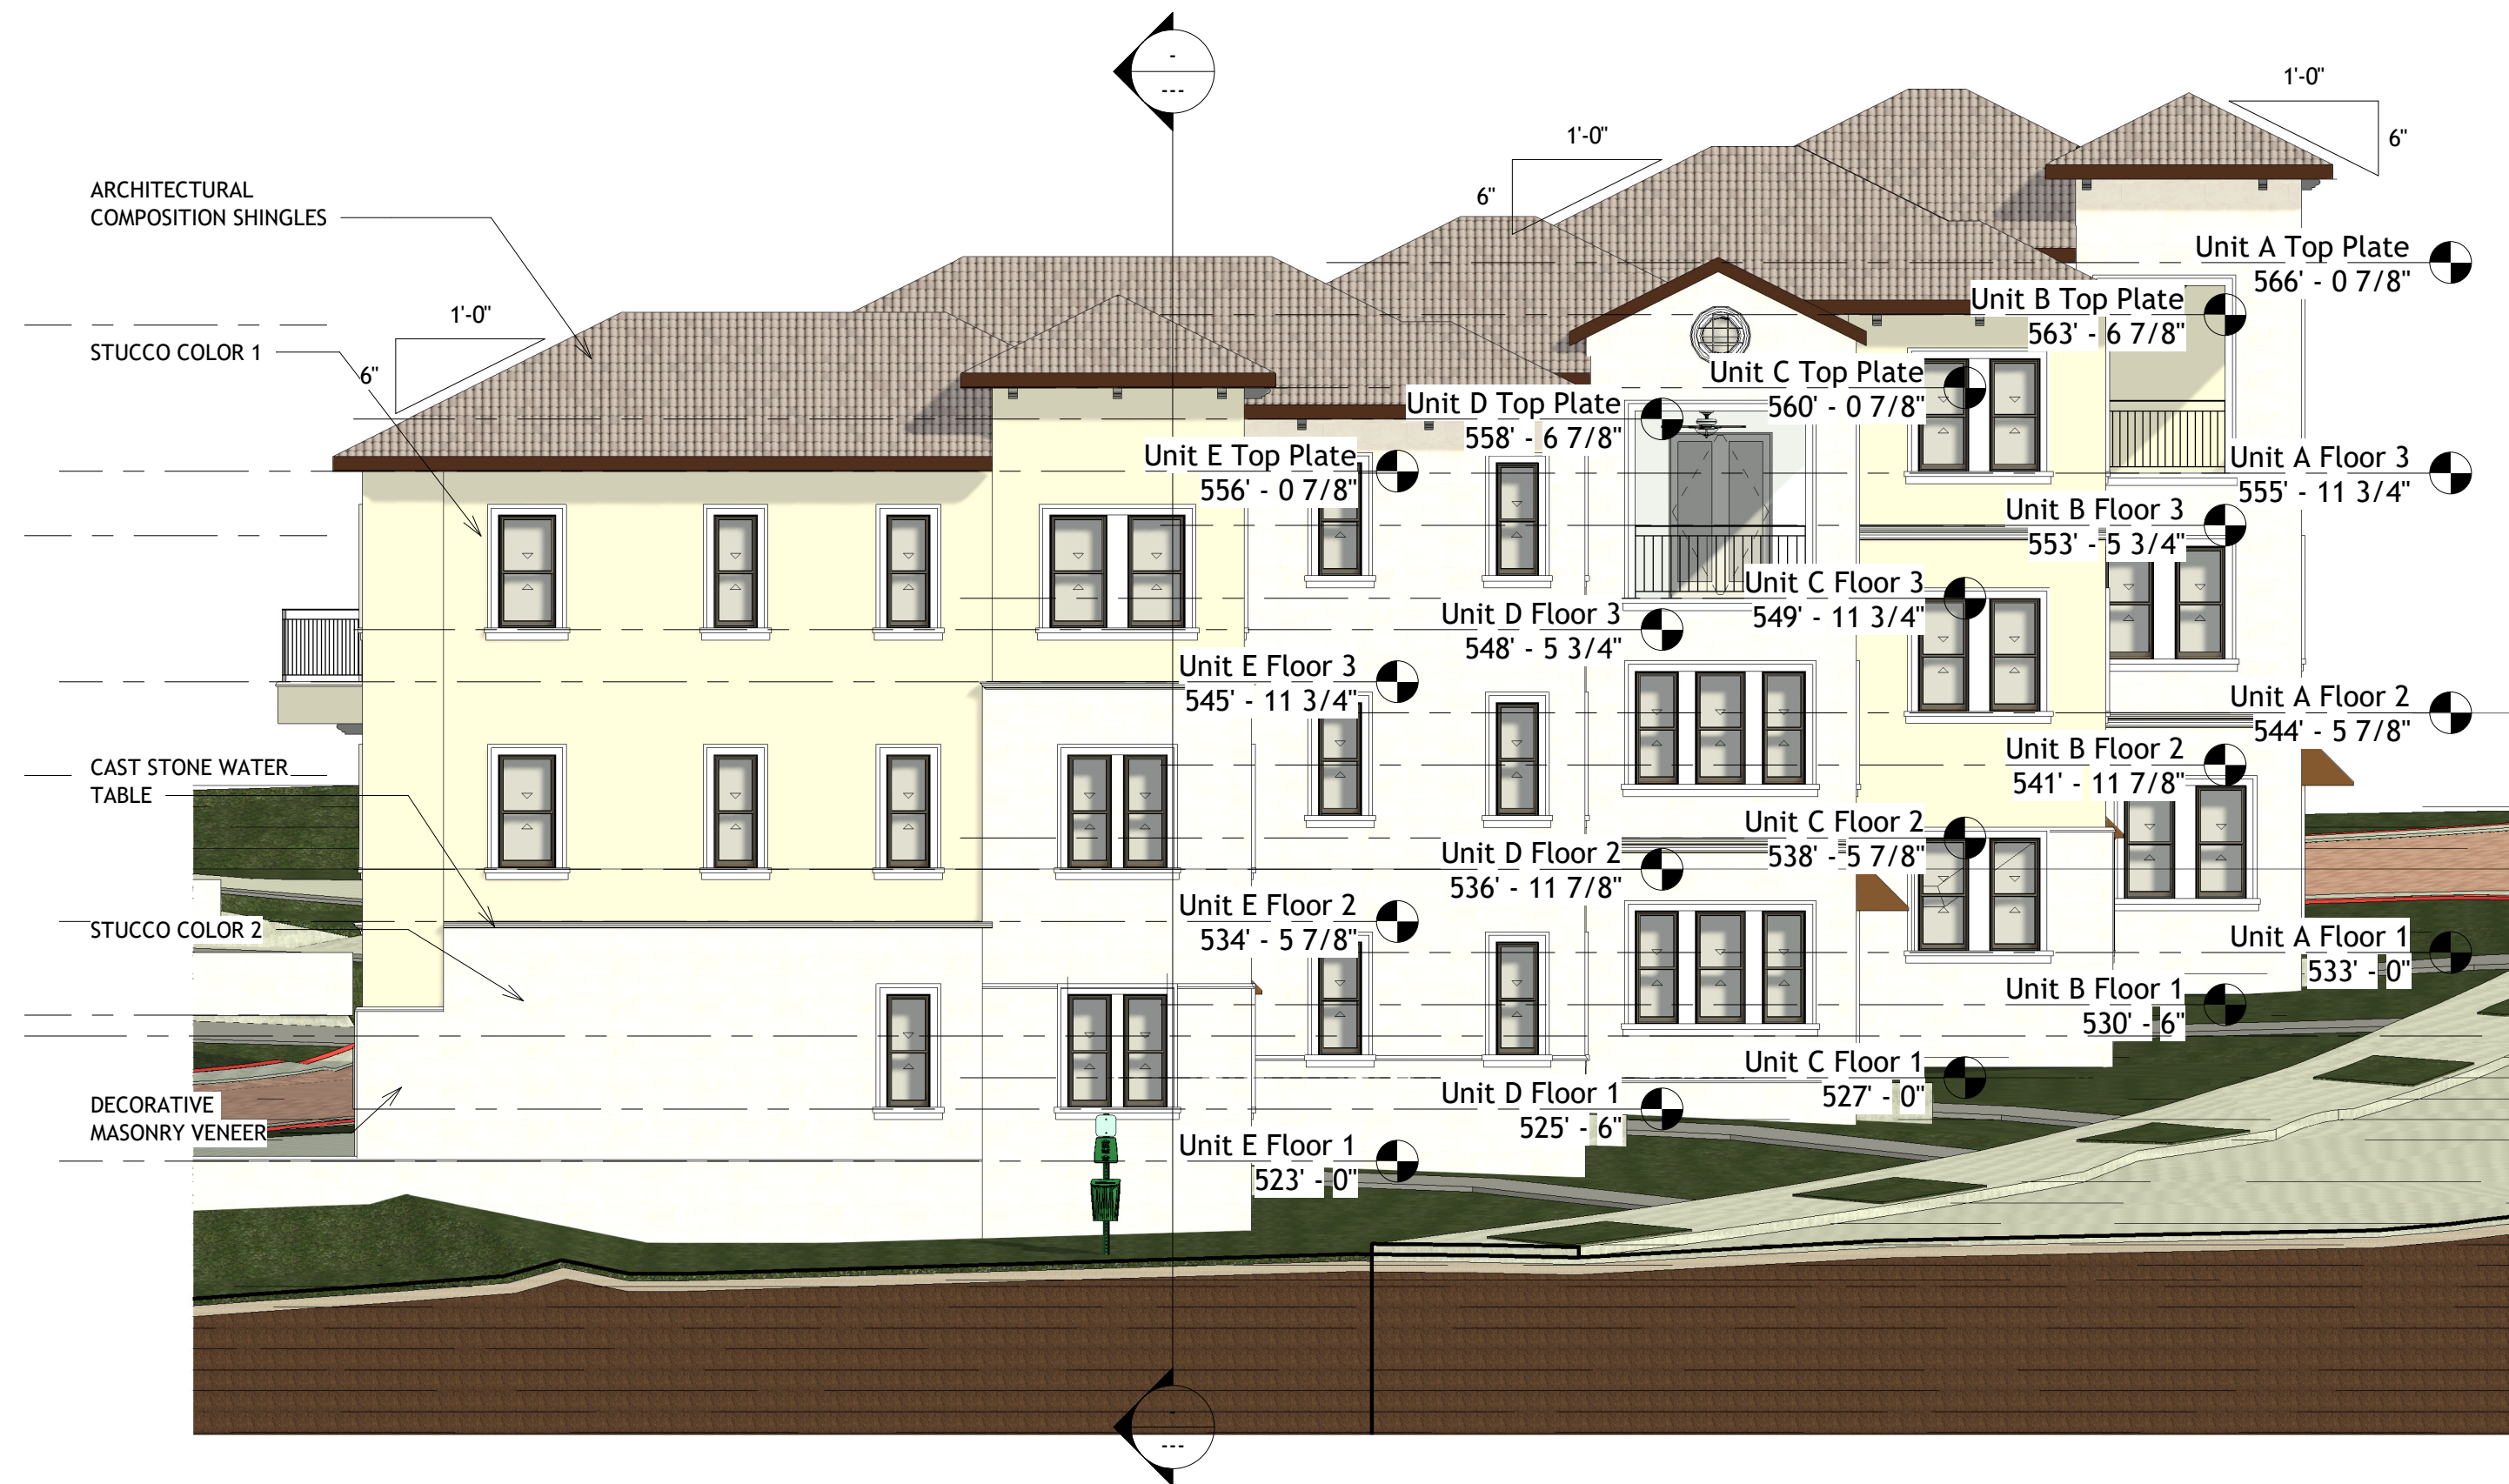 -
---
1'-0"
6"
1'-0"
6"
ARCHITECTURAL
COMPOSITION SHINGLES
Unit A Top Plate
566' - 0 7/8"
Unit B Top Plate
563' - 6 7/8"
1'-0"
6"
STUCCO COLOR 1
Unit C Top Plate
560' - 0 7/8"
Unit D Top Plate
558' - 6 7/8"
Unit E Top Plate
556' - 0 7/8"
Unit A Floor 3
555' - 11 3/4"
Unit B Floor 3
553' - 5 3/4"
Unit C Floor 3
549' - 11 3/4"
Unit D Floor 3
548' - 5 3/4"
Unit E Floor 3
545' - 11 3/4"
Unit A Floor 2
544' - 5 7/8"
Unit B Floor 2
541' - 11 7/8"
CAST STONE WATER
TABLE
Unit C Floor 2
538' - 5 7/8"
Unit D Floor 2
536' - 11 7/8"
Unit E Floor 2
534' - 5 7/8"
STUCCO COLOR 2
Unit A Floor 1
533' - 0"
Unit B Floor 1
530' - 6"
Unit C Floor 1
527' - 0"
Unit D Floor 1
525' - 6"
DECORATIVE
MASONRY VENEER
Unit E Floor 1
523' - 0"
-
---